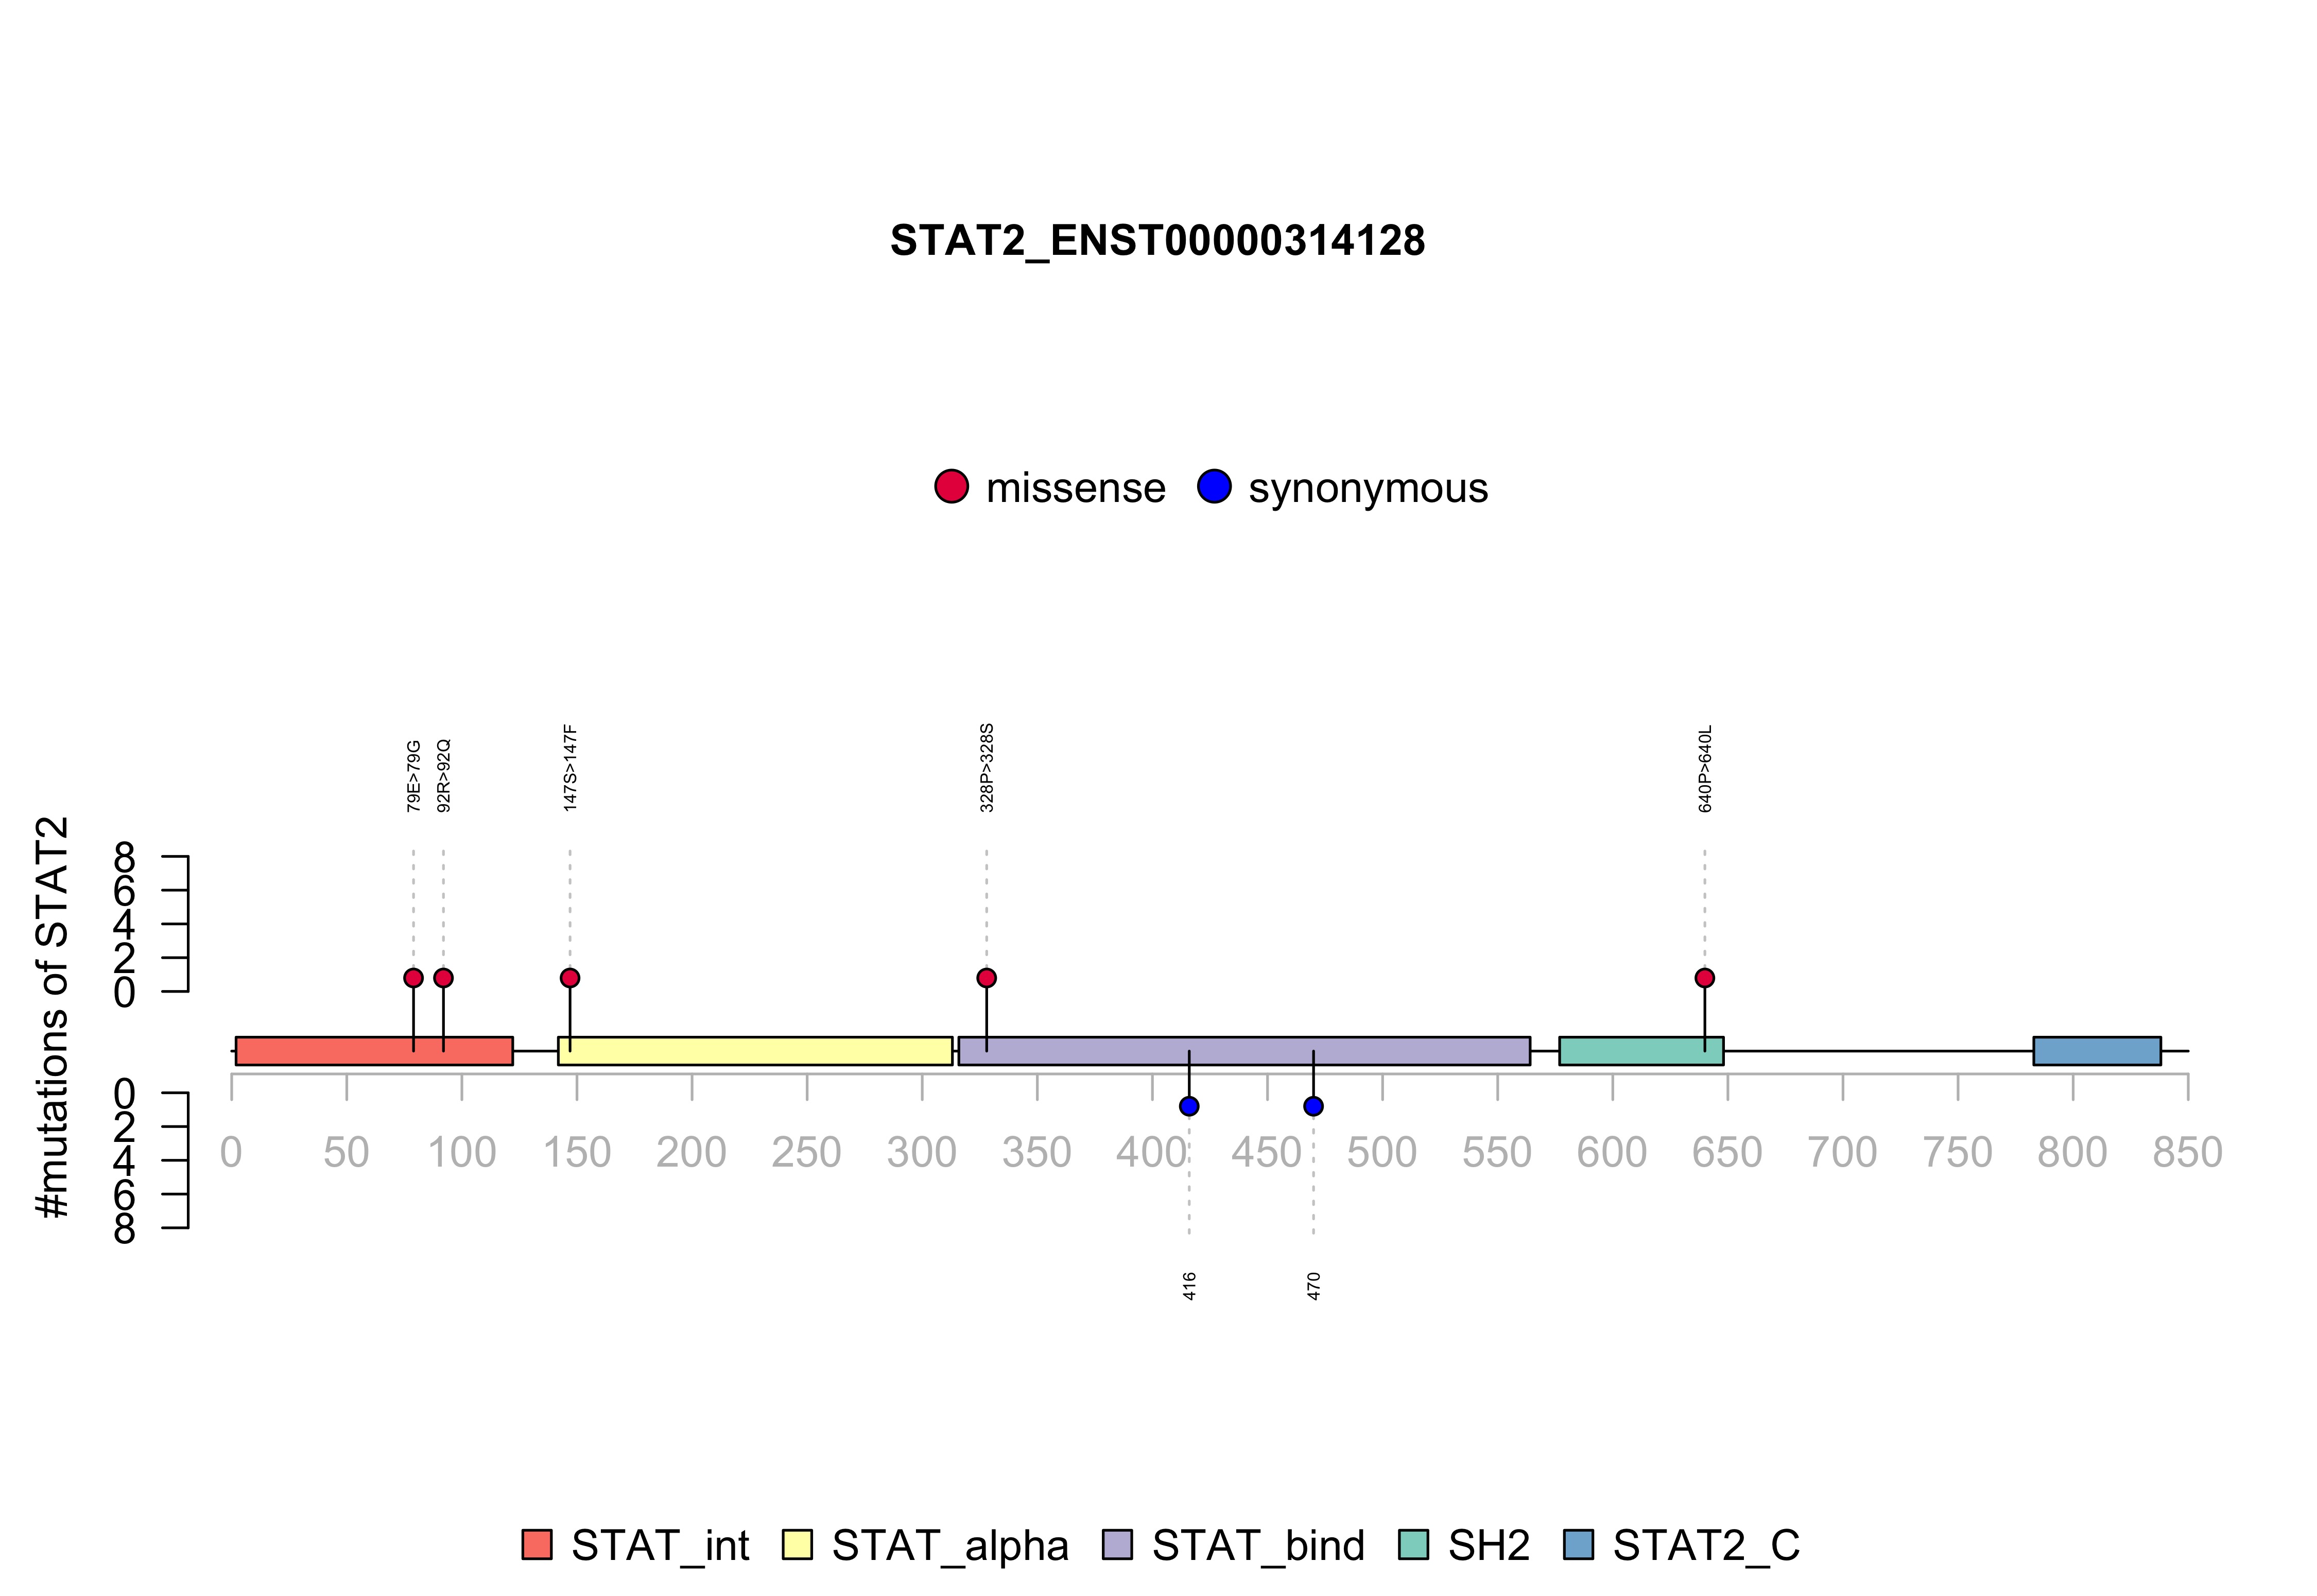 STAT2_ENST00000314128
missense synonymous
79E>79G
92R>92Q
147S>147F
328P>328S
640P>640L
#mutations of STAT2
8
6
4
2
0
0
2
4
6
8
0 50 100 150 200 250 300 350 400 450 500 550 600 650 700 750 800 850
416
470
STAT_int STAT_alpha STAT_bind SH2 STAT2_C